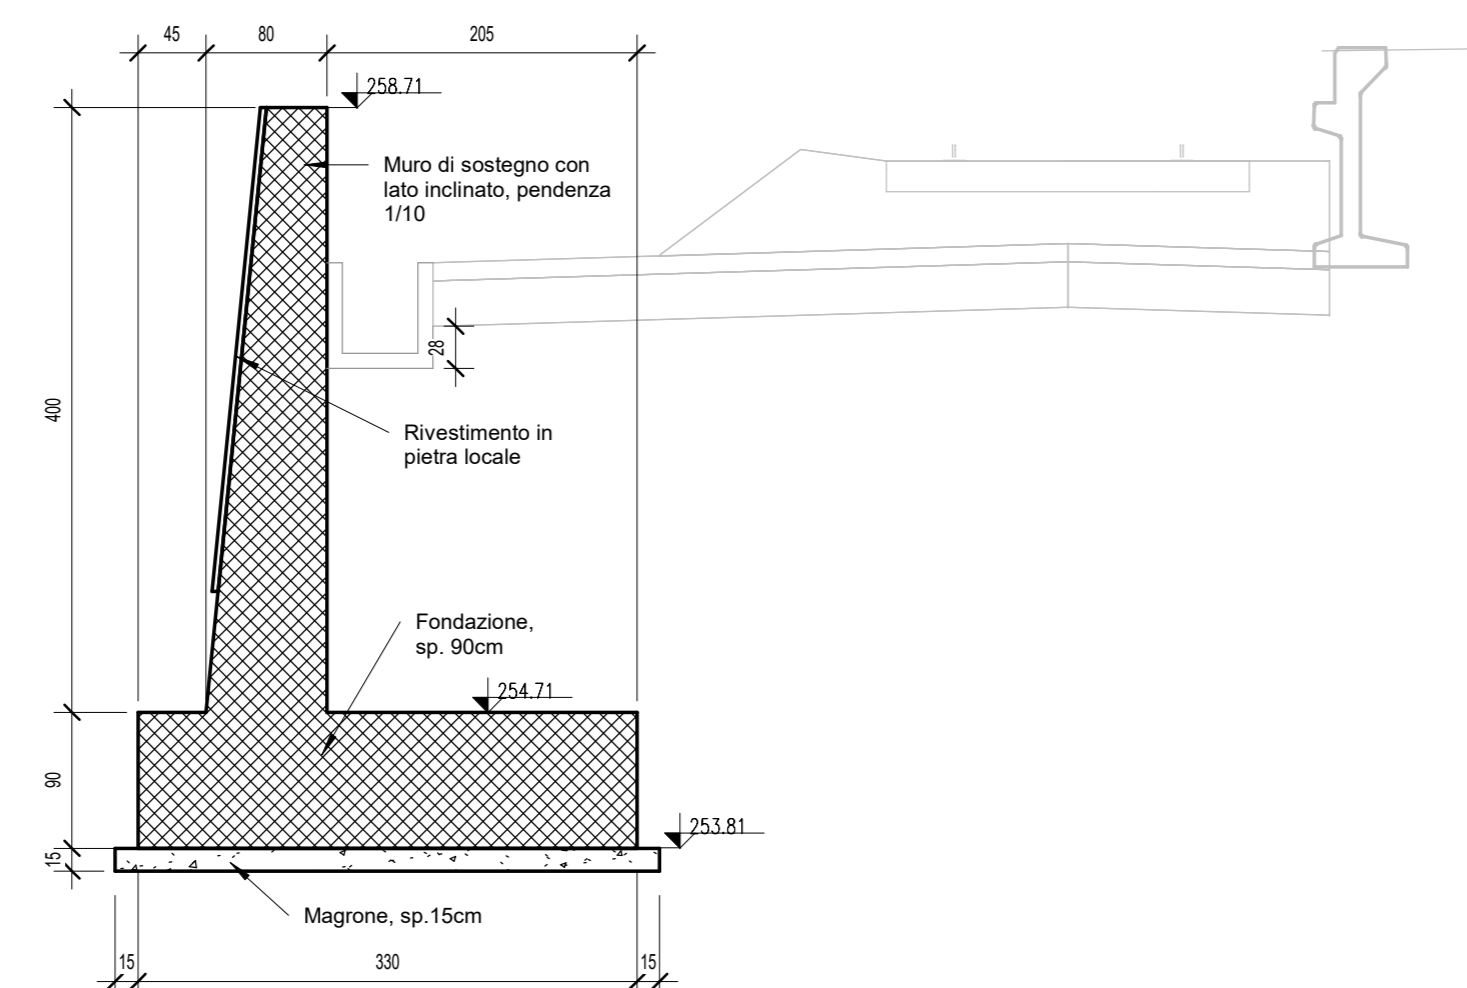 45
80
205
258.71
Muro di sostegno con
lato inclinato, pendenza
1/10
28
400
Rivestimento in
pietra locale
Fondazione,
sp. 90cm
254.71
90
253.81
15
Magrone, sp.15cm
15
330
15